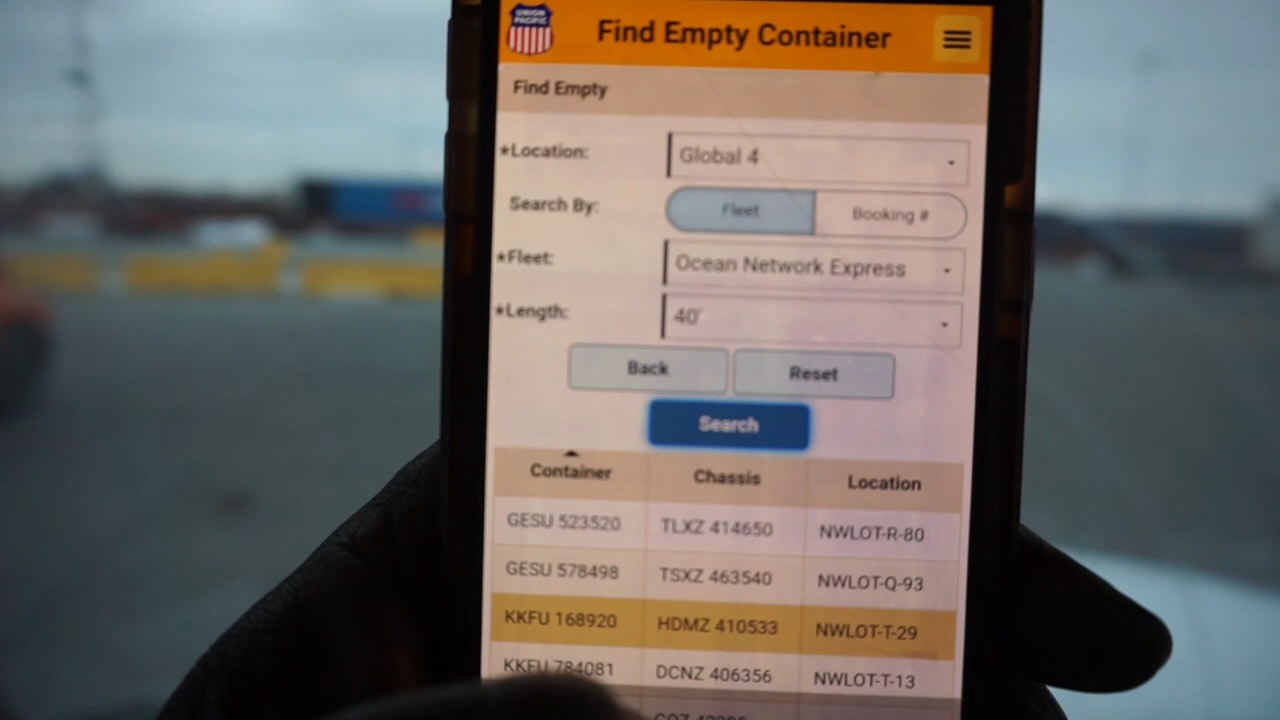 UNION
PACIFIC
Find Empty Container
Find Empty
*Location: Global 4
Search By: Fleet Booking #
*Fleet: Ocean Network Express
*Length: 40'
Back Reset
Search
Container Chassis Location
GESU 523520 TLXZ 414650 NWLOT-R-80
GESU 578498 TSXZ 463540 NWLOT-Q-93
KKFU 168920 HDMZ 410533 NWLOT-T-29
KKFU 784081 DCNZ 406356 NWLOT-T-13